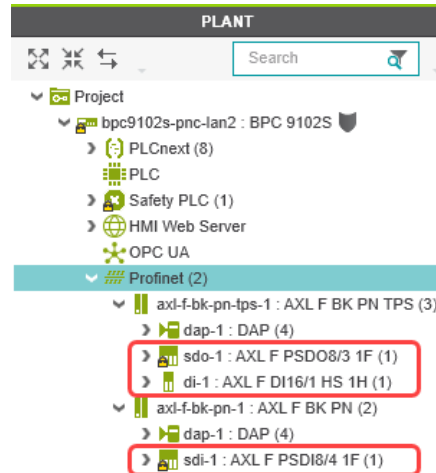 PLANT
Search
Project
bpc9102s-pnc-lan2 : BPC 9102S
PLCnext (8)
PLC
Safety PLC (1)
HMI Web Server
OPC UA
Profinet (2)
axl-f-bk-pn-tps-1 : AXL F BK PN TPS (3)
dap-1 : DAP (4)
sdo-1 : AXL F PSDO8/3 1F (1)
di-1 : AXL F DI16/1 HS 1H (1)
axl-f-bk-pn-1 : AXL F BK PN (2)
dap-1 : DAP (4)
sdi-1 : AXL F PSDI8/4 1F (1)